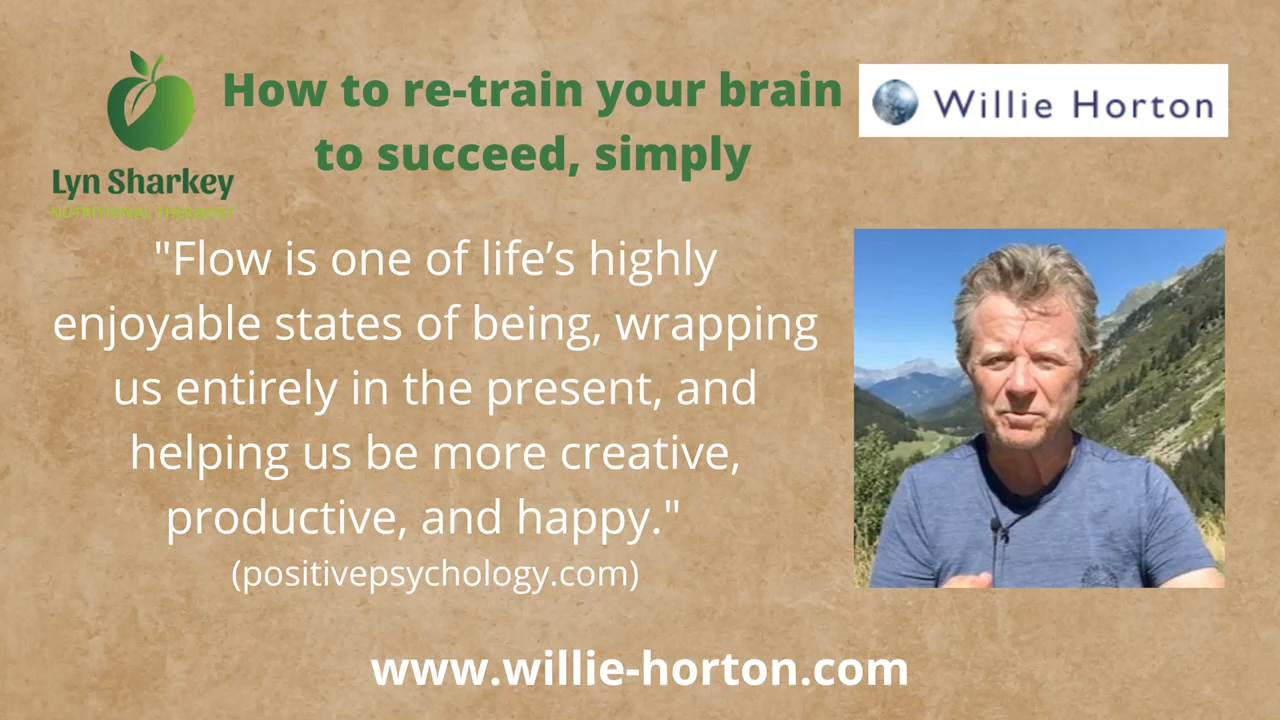 How to re-train your brain
to succeed, simply
Willie Horton
Lyn Sharkey
NUTRITIONAL THERAPIST
"Flow is one of life’s highly
enjoyable states of being, wrapping
us entirely in the present, and
helping us be more creative,
productive, and happy."
(positivepsychology.com)
www.willie-horton.com